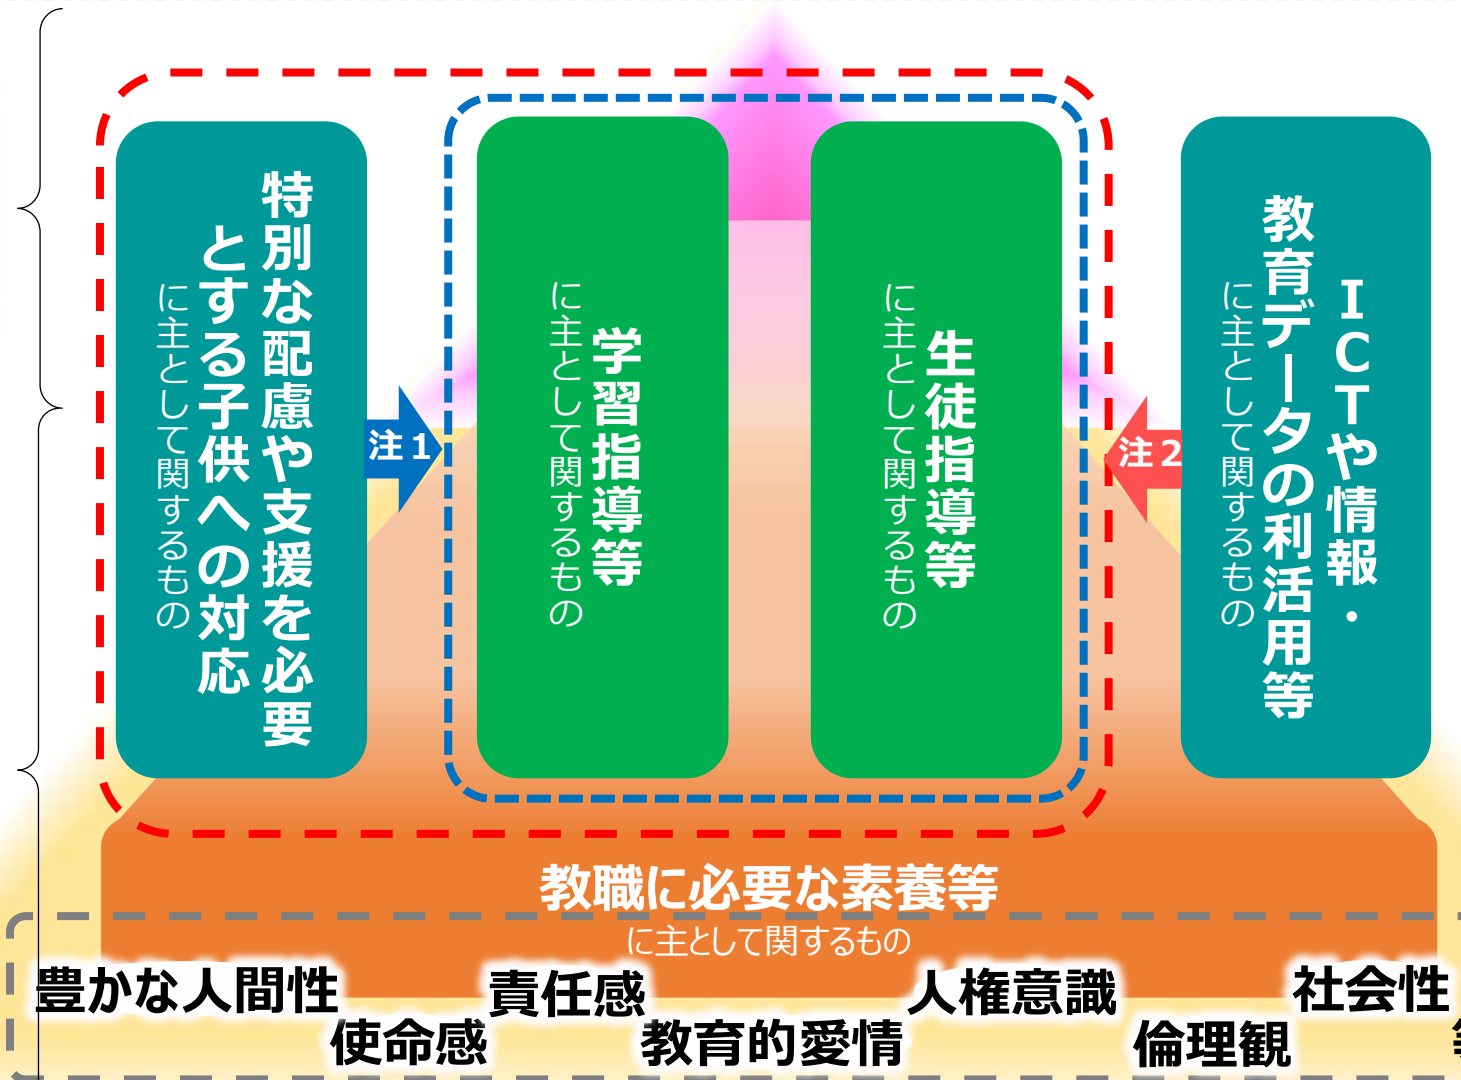 特別な配慮や支援を必要
とする子供への対応
に主として関するもの
注1
学習指導等
に主として関するもの
生徒指導等
に主として関するもの
注2
ICTや情報・
教育データの利活用等
に主として関するもの
教職に必要な素養等
に主として関するもの
豊かな人間性
使命感
責任感
教育的愛情
人権意識
倫理観
社会性